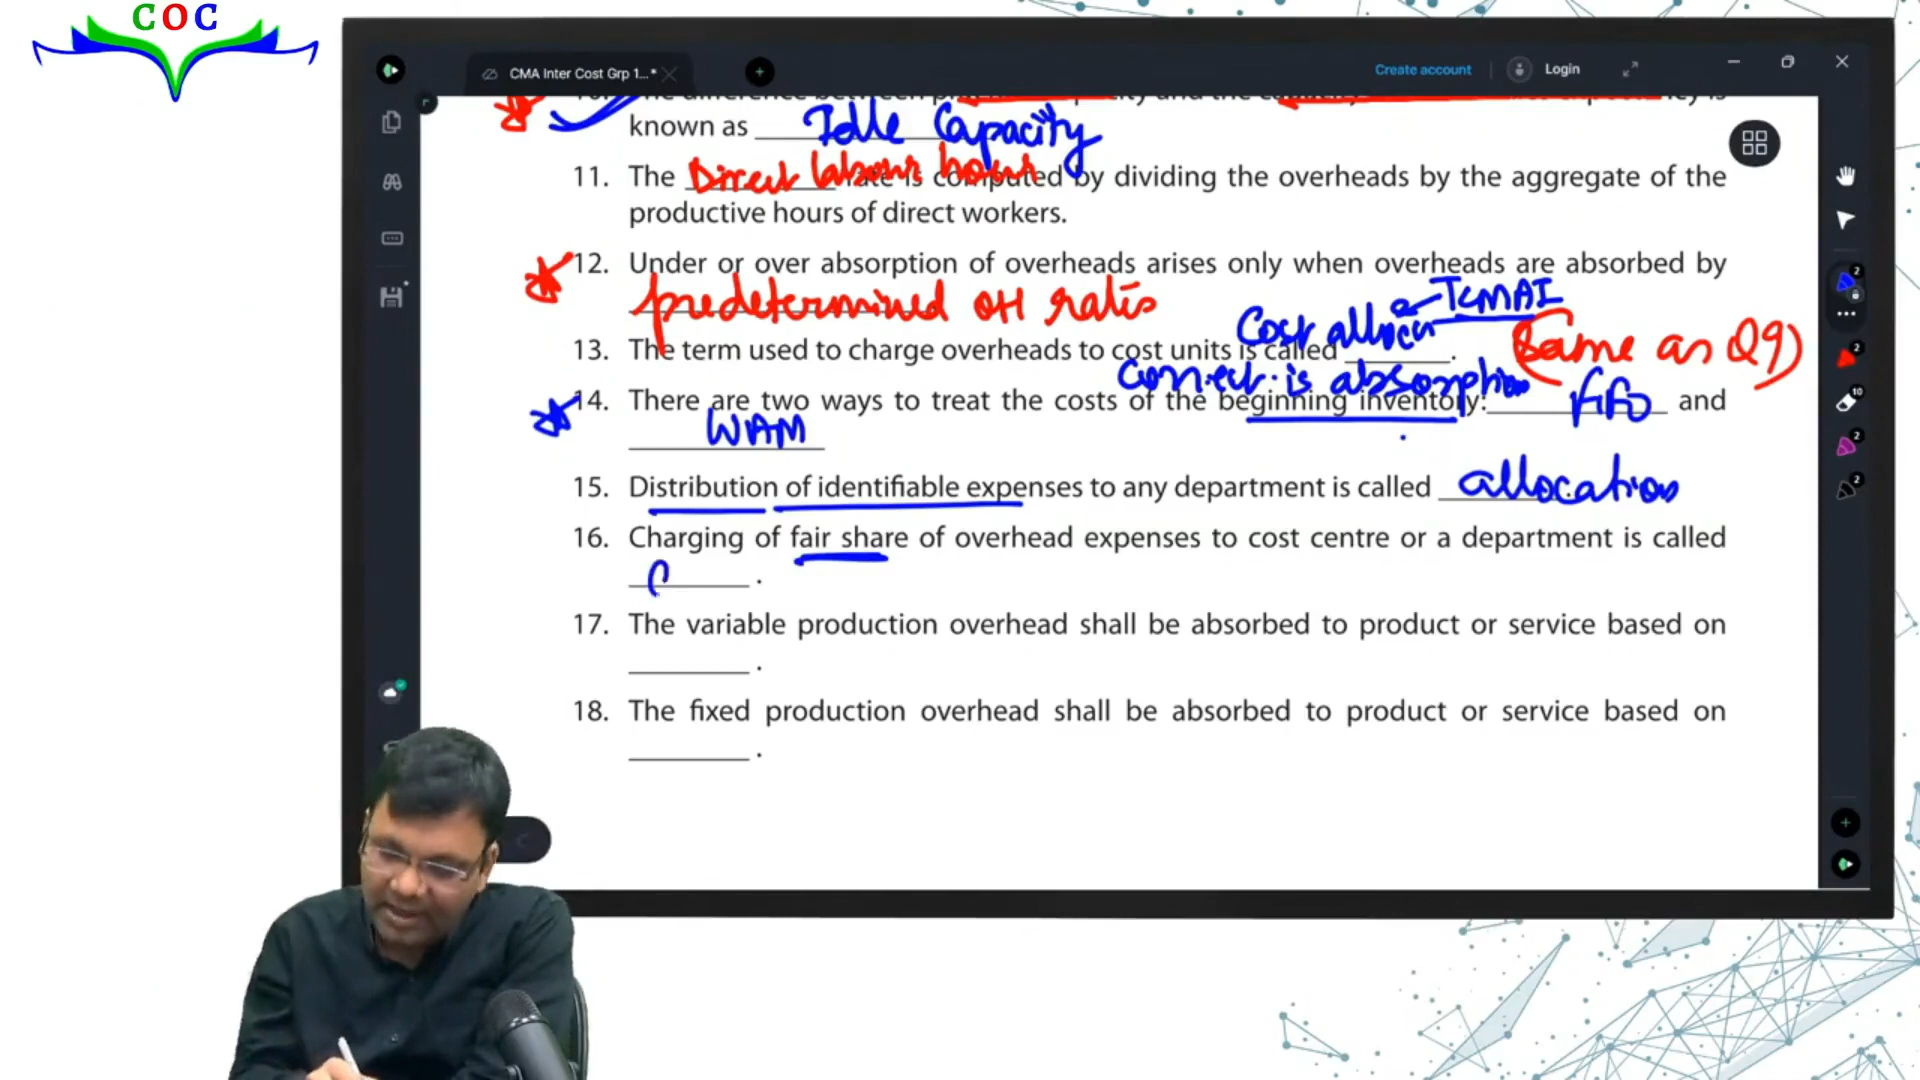 COC
CMA Inter Cost Grp 1...*
Create account
Login
known as Idle Capacity
11. The Direct labour hour rate is computed by dividing the overheads by the aggregate of the
productive hours of direct workers.
12. Under or over absorption of overheads arises only when overheads are absorbed by
predetermined OH rates
Cost allocn ICMAI
13. The term used to charge overheads to cost units is called ________. (Same as Q9)
Correct is absorption
14. There are two ways to treat the costs of the beginning inventory: FIFO and
WAM
15. Distribution of identifiable expenses to any department is called allocation
16. Charging of fair share of overhead expenses to cost centre or a department is called
________ .
17. The variable production overhead shall be absorbed to product or service based on
________ .
18. The fixed production overhead shall be absorbed to product or service based on
________ .